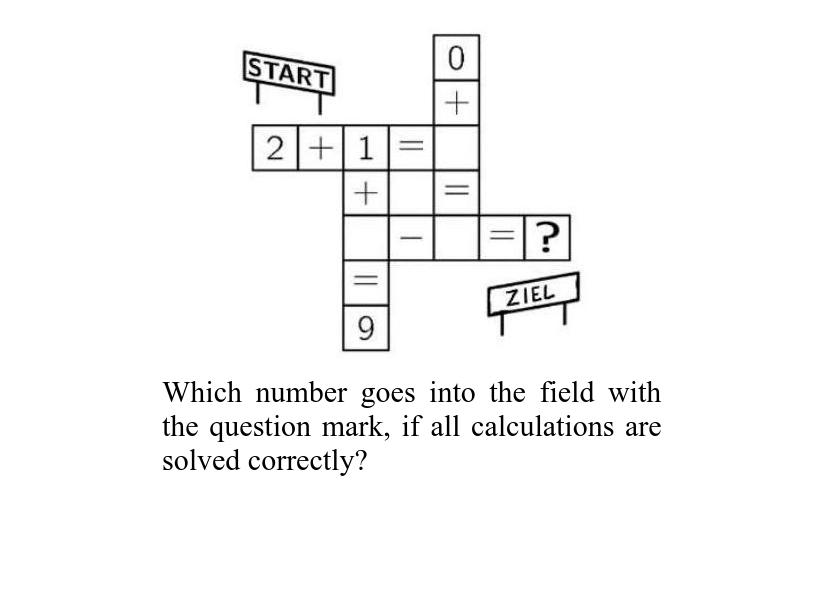 0
START
+
2 + 1 =
+ =
− = ?
=
ZIEL
9
Which number goes into the field with
the question mark, if all calculations are
solved correctly?